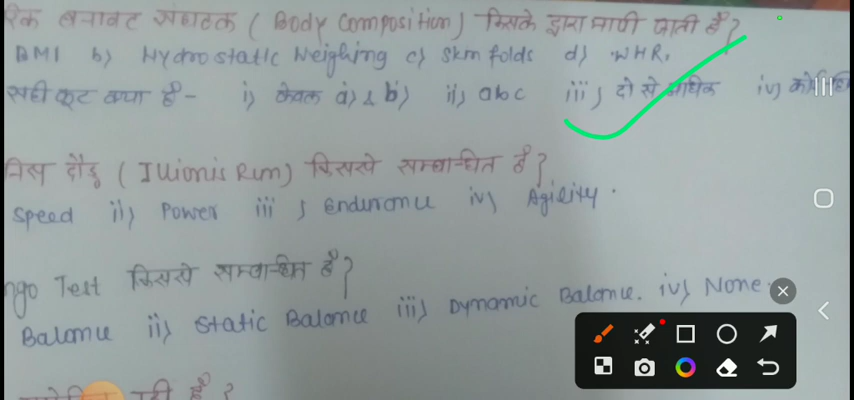 बनावट संघटक ( Body Composition) किसके द्वारा मापी जाती है?
BMI b) Hydrostatic Weighing c) Skin folds d) WHR.
सही कूट क्या है- i) केवल a) & b) ii) abc iii) दो से अधिक iv)
दौड़ ( Illionis Run) किससे सम्बन्धित है?
Speed ii) Power iii) Endurance iv) Agility.
Test किससे सम्बन्धित है?
Balance ii) Static Balance iii) Dynamic Balance. iv) None
नहीं है?